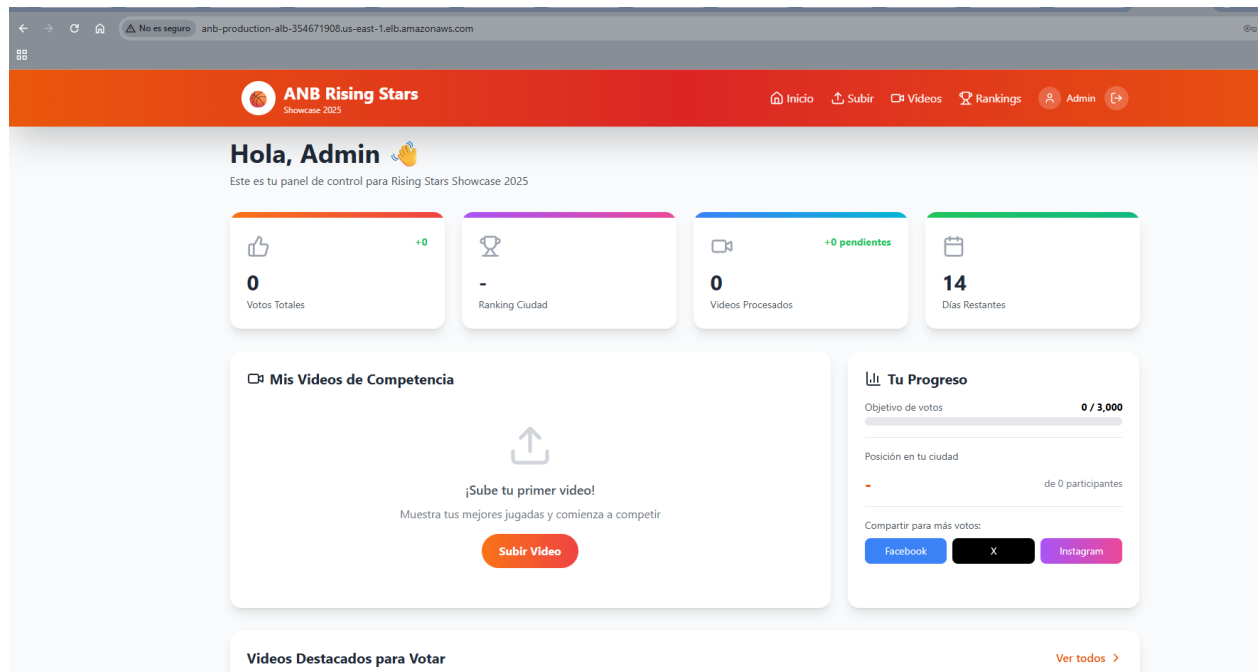 No es seguro anb-production-alb-354671908.us-east-1.elb.amazonaws.com
ANB Rising Stars
Showcase 2025
Inicio Subir Videos Rankings Admin
Hola, Admin 👋
Este es tu panel de control para Rising Stars Showcase 2025
+0
0
Votos Totales
-
Ranking Ciudad
+0 pendientes
0
Videos Procesados
14
Días Restantes
Mis Videos de Competencia
¡Sube tu primer video!
Muestra tus mejores jugadas y comienza a competir
Subir Video
Tu Progreso
Objetivo de votos 0 / 3,000
Posición en tu ciudad
- de 0 participantes
Compartir para más votos:
Facebook X Instagram
Videos Destacados para Votar Ver todos